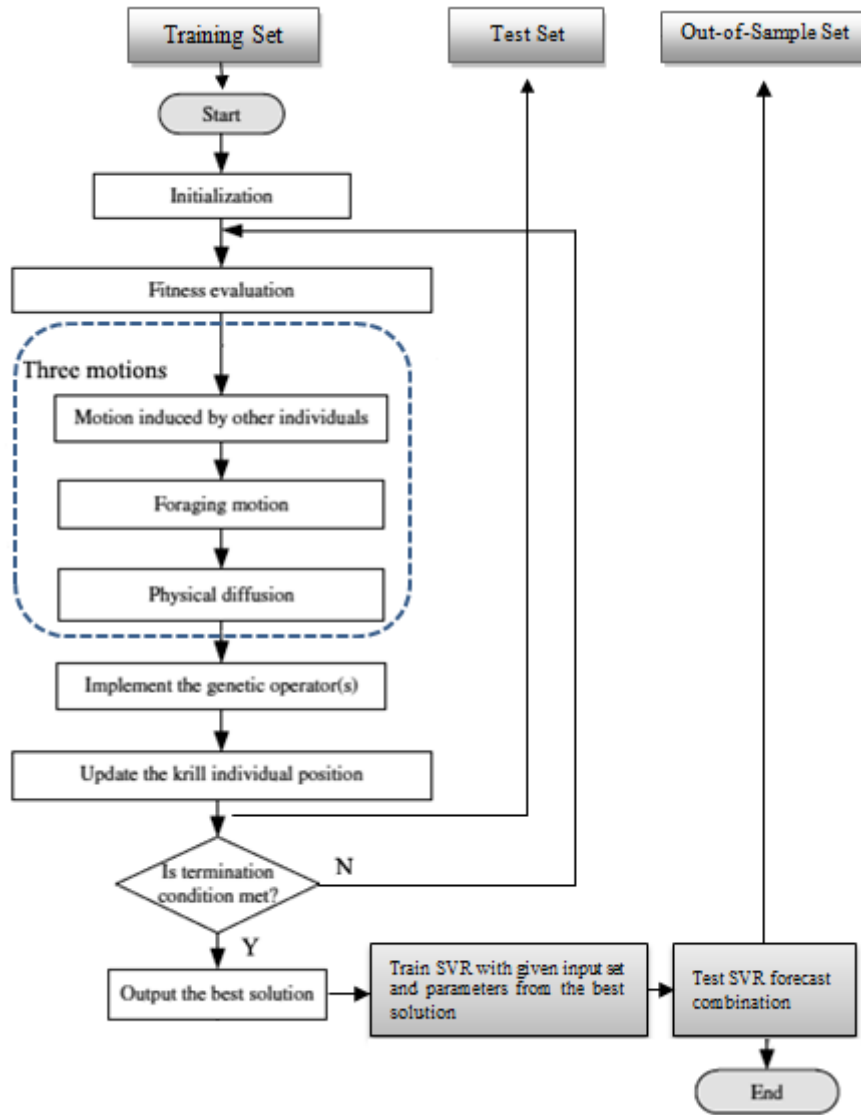 Training Set
Test Set
Out-of-Sample Set
Start
Initialization
Fitness evaluation
Three motions
Motion induced by other individuals
Foraging motion
Physical diffusion
Implement the genetic operator(s)
Update the krill individual position
Is termination
condition met?
N
Y
Output the best solution
Train SVR with given input set
and parameters from the best
solution
Test SVR forecast
combination
End